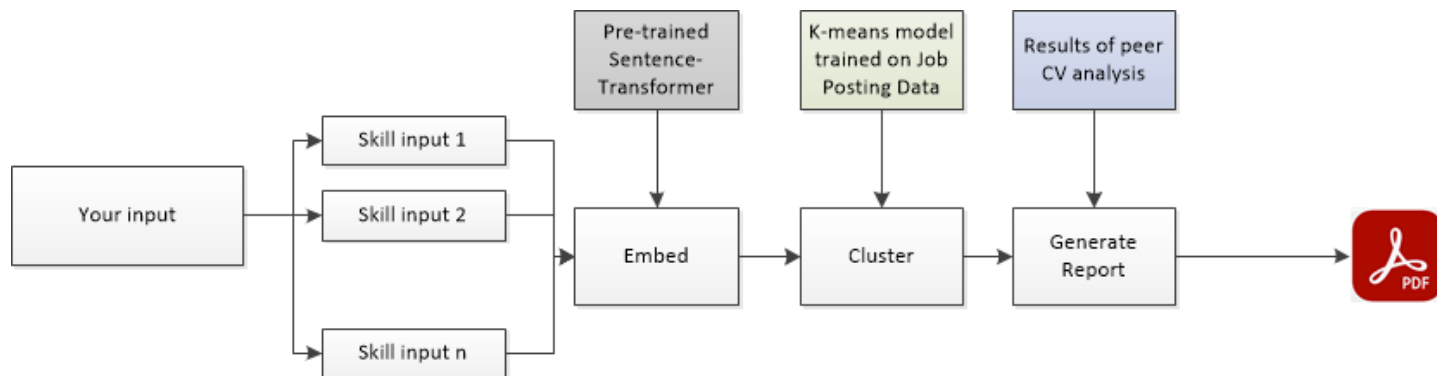 Pre-trained
Sentence-
Transformer
K-means model
trained on Job
Posting Data
Results of peer
CV analysis
Your input
Skill input 1
Skill input 2
Skill input n
Embed
Cluster
Generate
Report
PDF